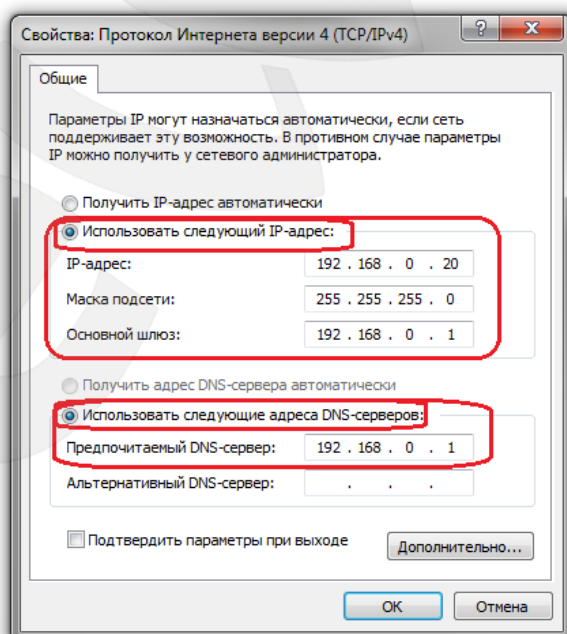 Свойства: Протокол Интернета версии 4 (TCP/IPv4)
Общие
Параметры IP могут назначаться автоматически, если сеть
поддерживает эту возможность. В противном случае параметры
IP можно получить у сетевого администратора.
Получить IP-адрес автоматически
Использовать следующий IP-адрес:
IP-адрес: 192 . 168 . 0 . 20
Маска подсети: 255 . 255 . 255 . 0
Основной шлюз: 192 . 168 . 0 . 1
Получить адрес DNS-сервера автоматически
Использовать следующие адреса DNS-серверов:
Предпочитаемый DNS-сервер: 192 . 168 . 0 . 1
Альтернативный DNS-сервер: . . .
Подтвердить параметры при выходе
Дополнительно...
OK Отмена